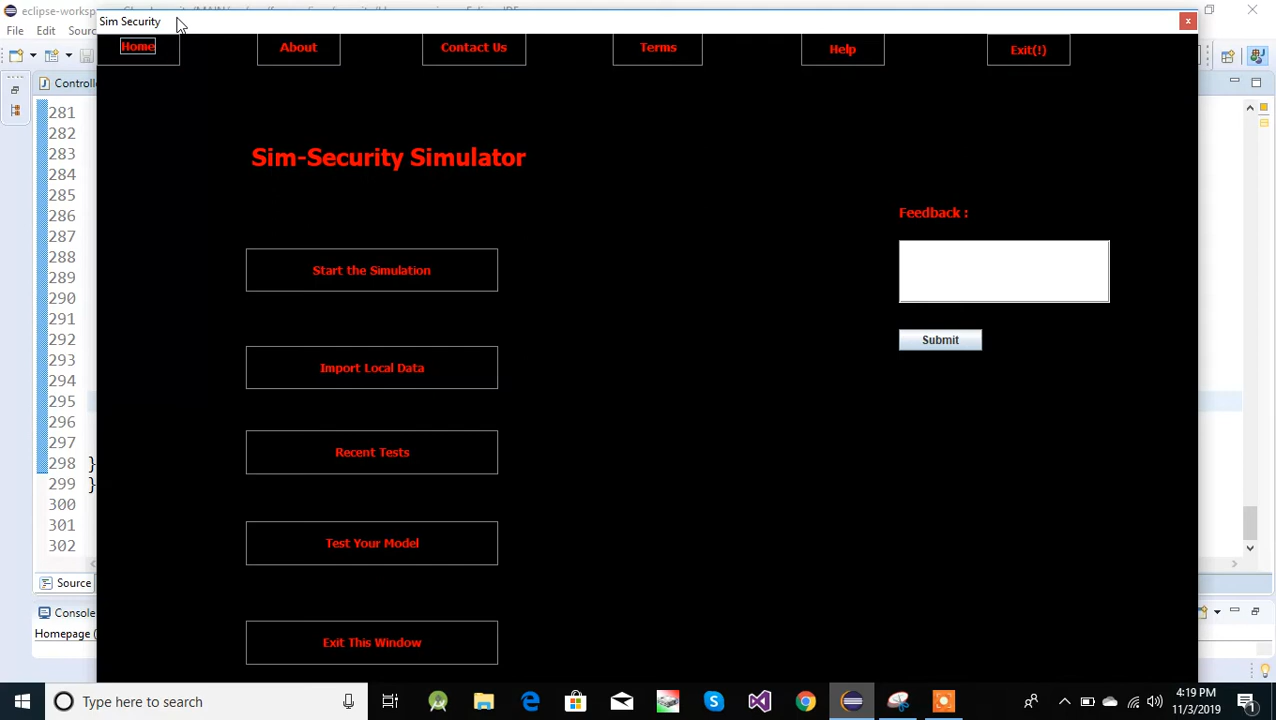 eclipse-worksp
Sim Security
x
File Edit Sourc
Home About Contact Us Terms Help Exit(!)
Controlle
281
282
283
284
285
286
287
288
289
290
291
292
293
294
295
296
297
298 }
299 }
300
301
302
Sim-Security Simulator
Feedback :
Start the Simulation
Submit
Import Local Data
Recent Tests
Test Your Model
Exit This Window
Source
Console
Homepage (
Type here to search
4:19 PM
11/3/2019
1